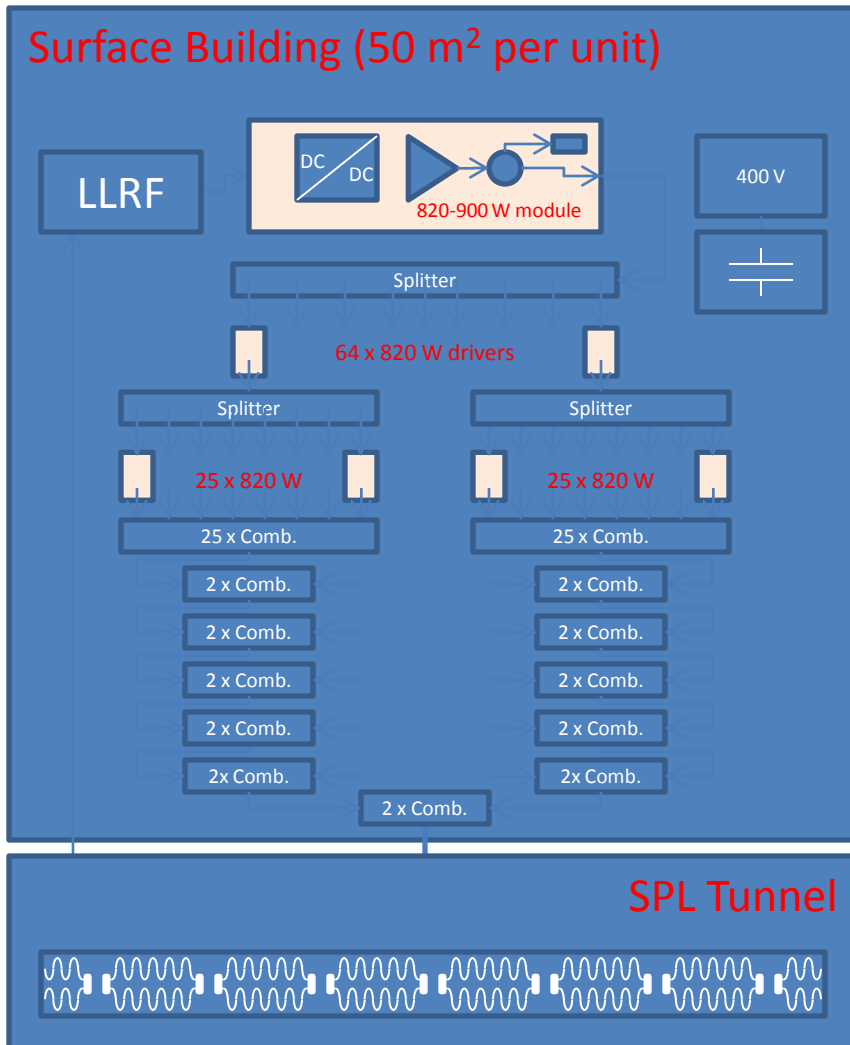 Surface Building (50 m² per unit)
LLRF
DC
DC
820-900 W module
400 V
Splitter
64 x 820 W drivers
Splitter
Splitter
25 x 820 W
25 x 820 W
25 x Comb.
25 x Comb.
2 x Comb.
2 x Comb.
2 x Comb.
2 x Comb.
2 x Comb.
2 x Comb.
2 x Comb.
2 x Comb.
2x Comb.
2x Comb.
2 x Comb.
SPL Tunnel